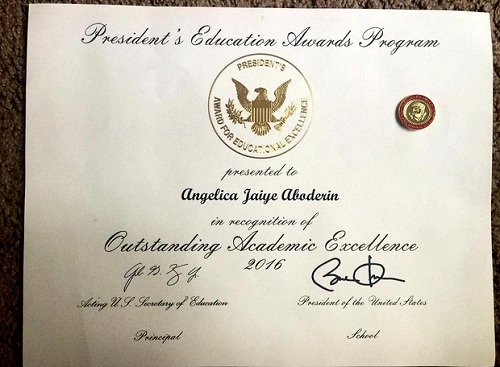 President's Education Awards Program
PRESIDENT'S
AWARD FOR EDUCATIONAL EXCELLENCE
presented to
Angelica Jaiye Aboderin
in recognition of
Outstanding Academic Excellence
2016
Acting U.S. Secretary of Education
President of the United States
Principal
School